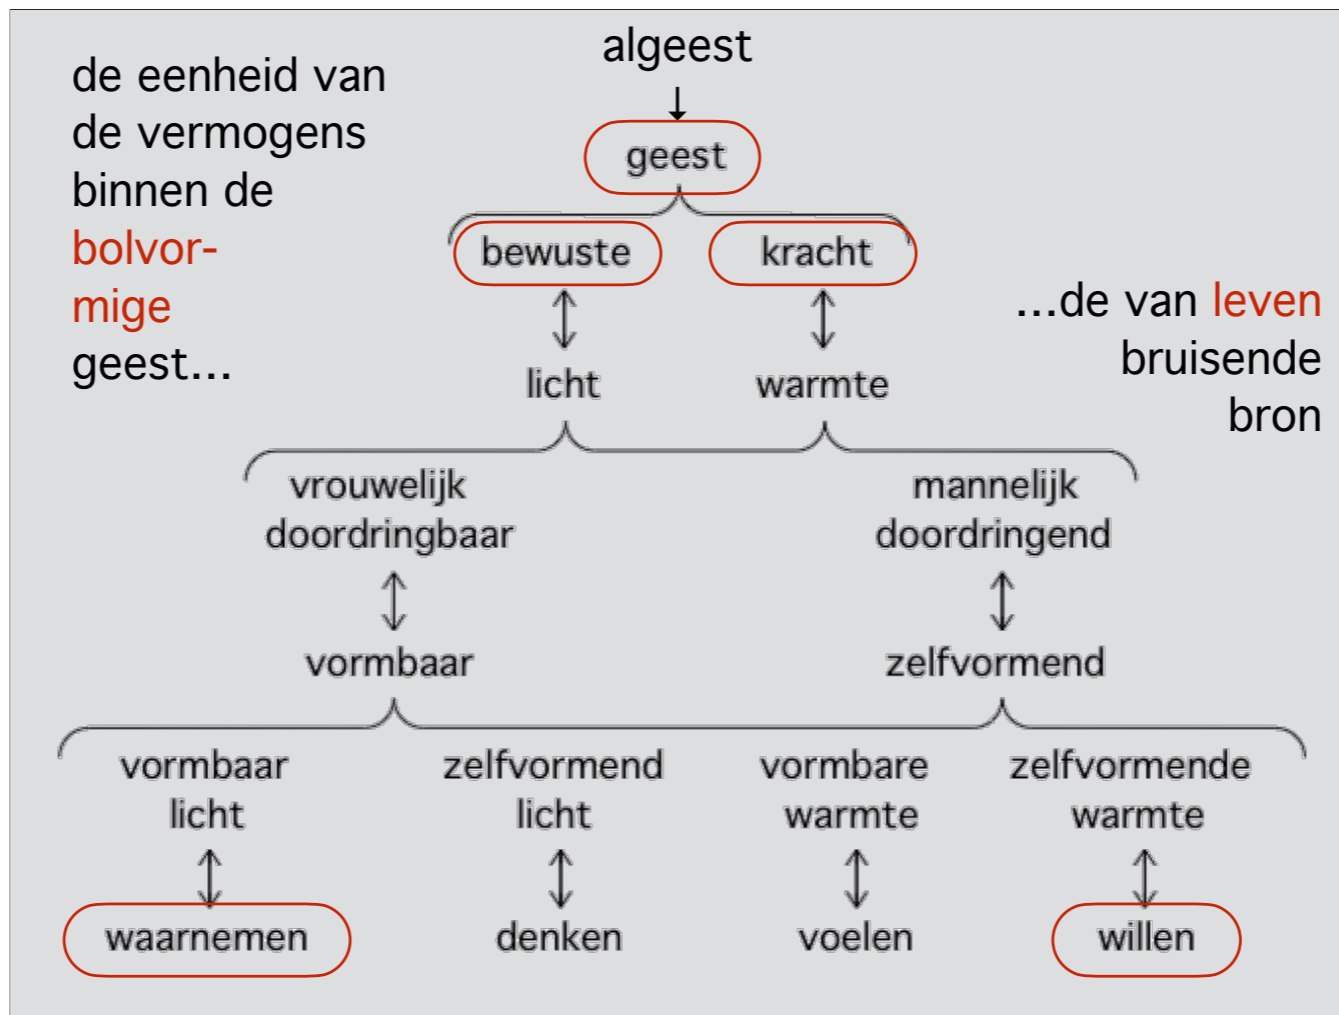 algeest
de eenheid van
de vermogens
binnen de
bolvor-
mige
geest...
geest
bewuste kracht
...de van leven
bruisende
bron
licht warmte
vrouwelijk mannelijk
doordringbaar doordringend
vormbaar zelfvormend
vormbaar zelfvormend vormbare zelfvormende
licht licht warmte warmte
waarnemen denken voelen willen